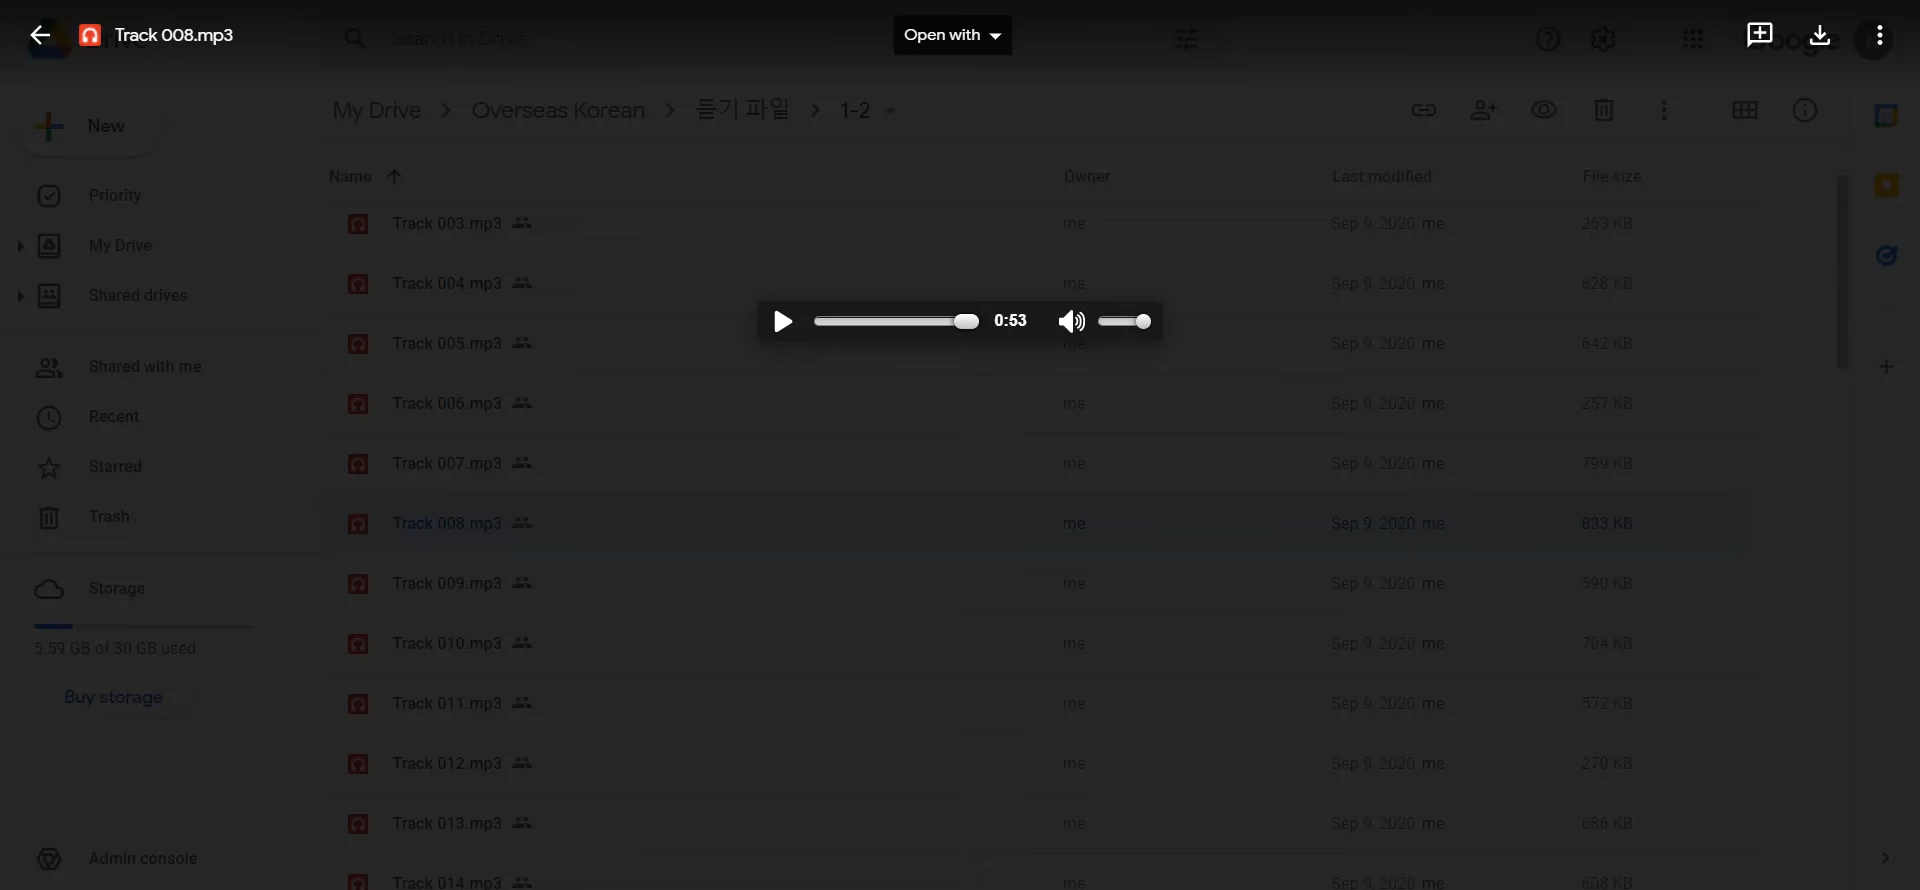 Track 008.mp3
Search in Drive
Open with
My Drive > Overseas Korean > 듣기 파일 > 1-2
New
Priority
My Drive
Shared drives
Shared with me
Recent
Starred
Trash
Storage
5.59 GB of 30 GB used
Buy storage
Admin console
Name Owner Last modified File size
Track 003.mp3 me Sep 9, 2020 me 263 KB
Track 004.mp3 me Sep 9, 2020 me 628 KB
0:53
Track 005.mp3 me Sep 9, 2020 me 642 KB
Track 006.mp3 me Sep 9, 2020 me 257 KB
Track 007.mp3 me Sep 9, 2020 me 799 KB
Track 008.mp3 me Sep 9, 2020 me 833 KB
Track 009.mp3 me Sep 9, 2020 me 590 KB
Track 010.mp3 me Sep 9, 2020 me 704 KB
Track 011.mp3 me Sep 9, 2020 me 572 KB
Track 012.mp3 me Sep 9, 2020 me 270 KB
Track 013.mp3 me Sep 9, 2020 me 686 KB
Track 014.mp3 me Sep 9, 2020 me 608 KB